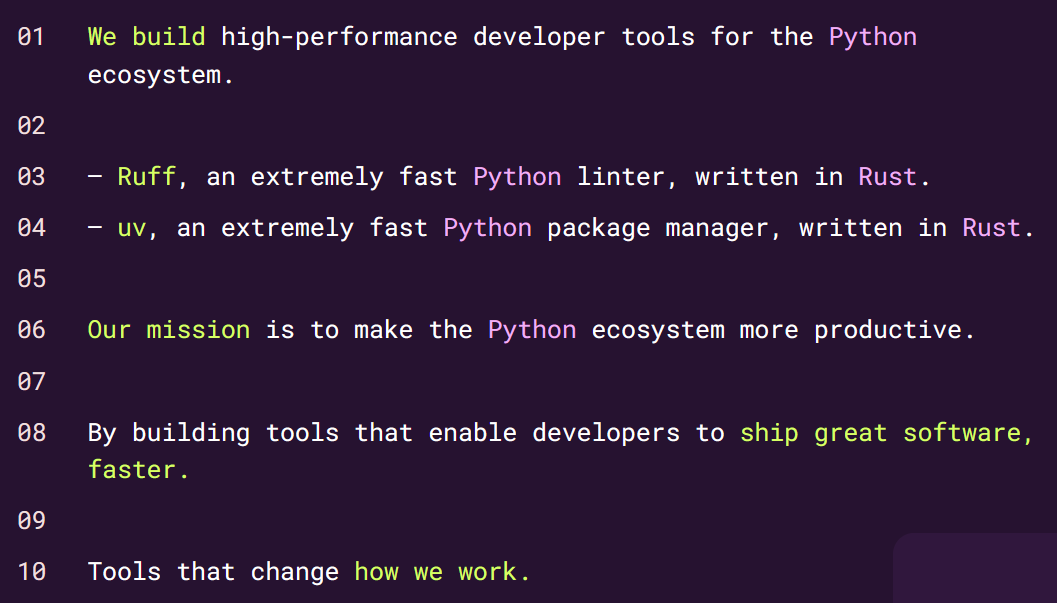 01 We build high-performance developer tools for the Python
ecosystem.
02
03 – Ruff, an extremely fast Python linter, written in Rust.
04 – uv, an extremely fast Python package manager, written in Rust.
05
06 Our mission is to make the Python ecosystem more productive.
07
08 By building tools that enable developers to ship great software,
faster.
09
10 Tools that change how we work.